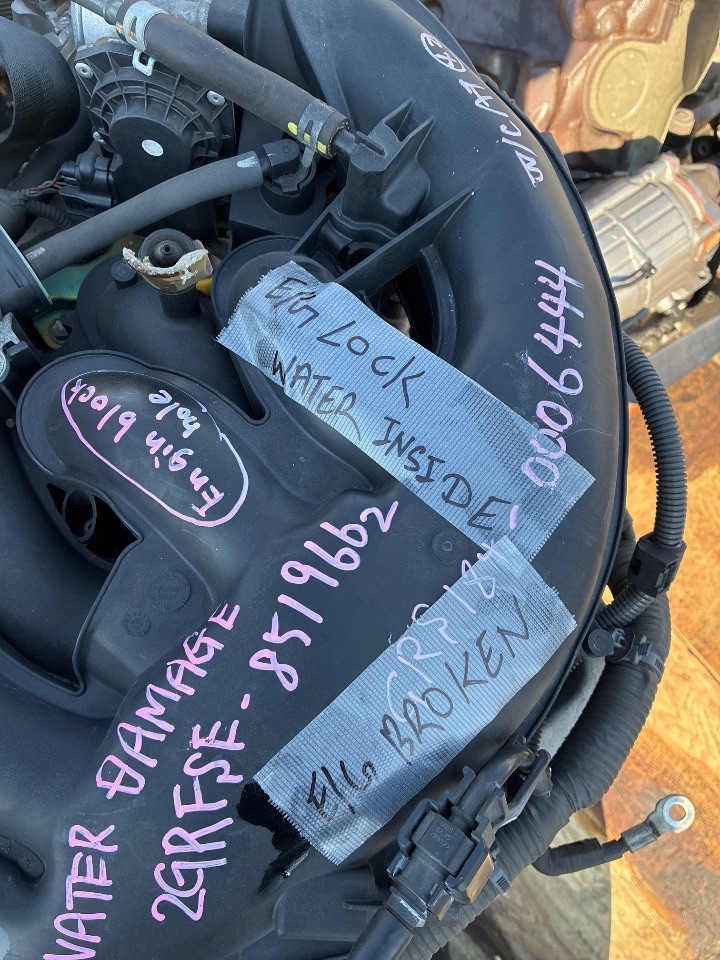 E/G LOCK
WATER INSIDE
Engin block
hole
WATER DAMAGE
2GRFSE - 8519662
0006444
E/G BROKEN